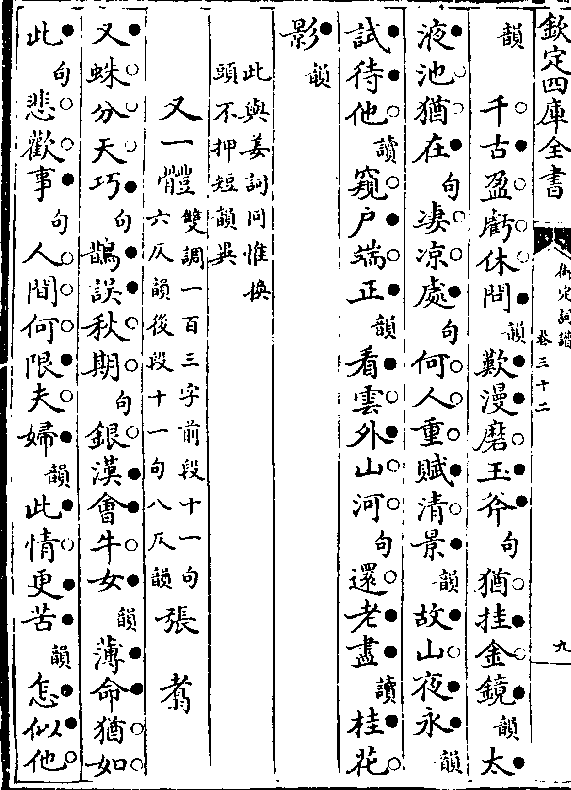 欽定四庫全書
御定詞譜
卷三十二
九
韻 千古盈虧休問韻歎漫磨玉斧句猶挂金鏡韻太
液池猶在句淒涼處句何人重賦清景韻故山夜永韻
試待他讀窺户端正韻看雲外山河句還老盡讀桂花
影韻
此與姜詞同惟換
頭不押短韻異
又一體 雙調一百三字前段十一句
六仄韻後段十一句八仄韻 張翥
又蛛分天巧句鵲誤秋期句銀漢會牛女韻薄命猶如
此句悲歡事句人間何限夫婦韻此情更苦韻怎似他